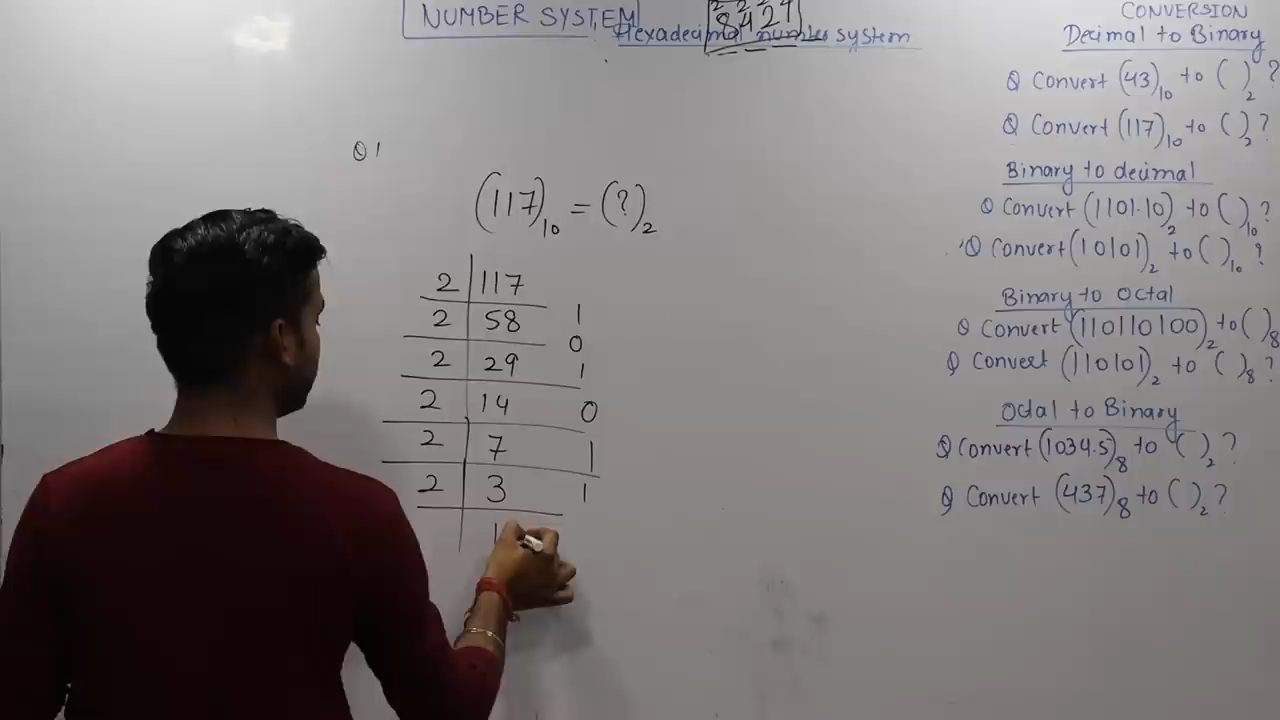 NUMBER SYSTEM
8421
Hexadecimal number system
Q1
(117)₁₀ = (?)₂
2 117
2 58 1
0
2 29 1
2 14 0
2 7 1
2 3 1
1
CONVERSION
Decimal to Binary
Q Convert (43)₁₀ to ( )₂ ?
Q Convert (117)₁₀ to ( )₂ ?
Binary to decimal
Q Convert (1101.10)₂ to ( )₁₀ ?
Q Convert (10101)₂ to ( )₁₀ ?
Binary to Octal
Q Convert (110110100)₂ to ( )₈
Q Convert (110101)₂ to ( )₈ ?
Octal to Binary
Q Convert (1034.5)₈ to ( )₂ ?
Q Convert (437)₈ to ( )₂ ?